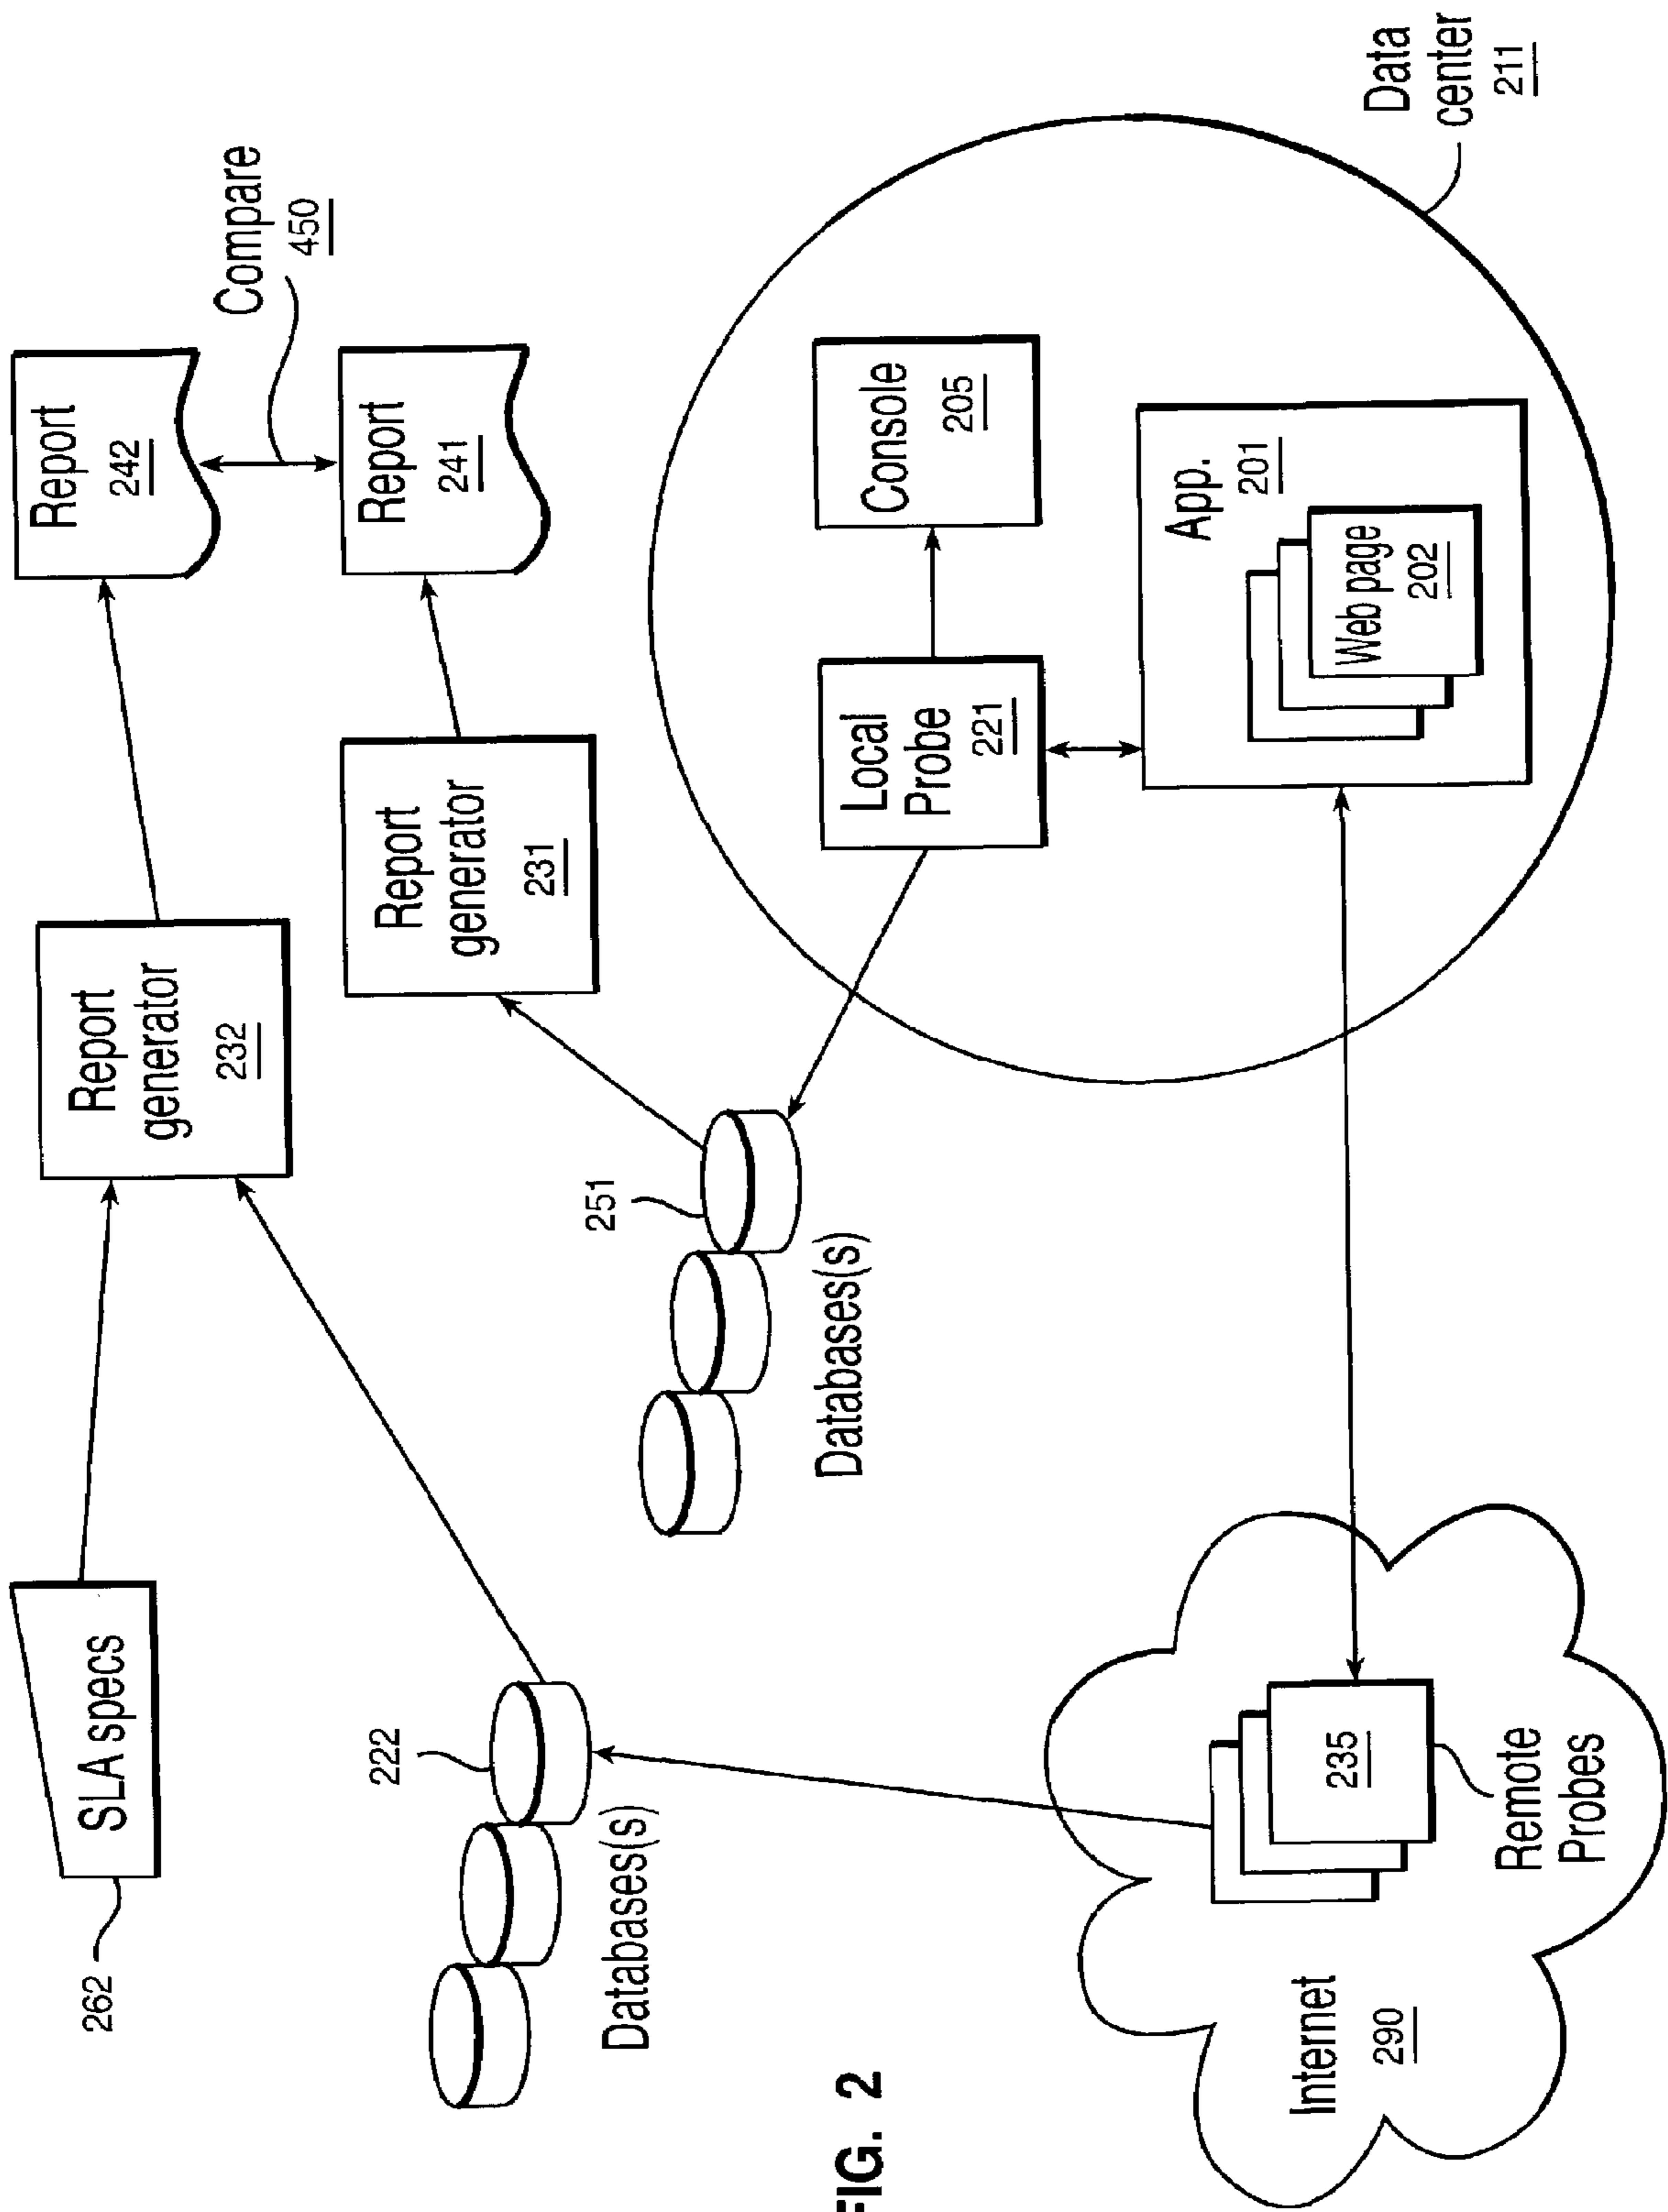 262
SLA specs
Report
generator
232
Report
242
Compare
450
222
Databases(s)
Report
generator
231
Report
241
251
Databases(s)
Local
Probe
221
Console
205
App.
201
Web page
202
Data
center
211
Internet
290
235
Remote
Probes
FIG. 2